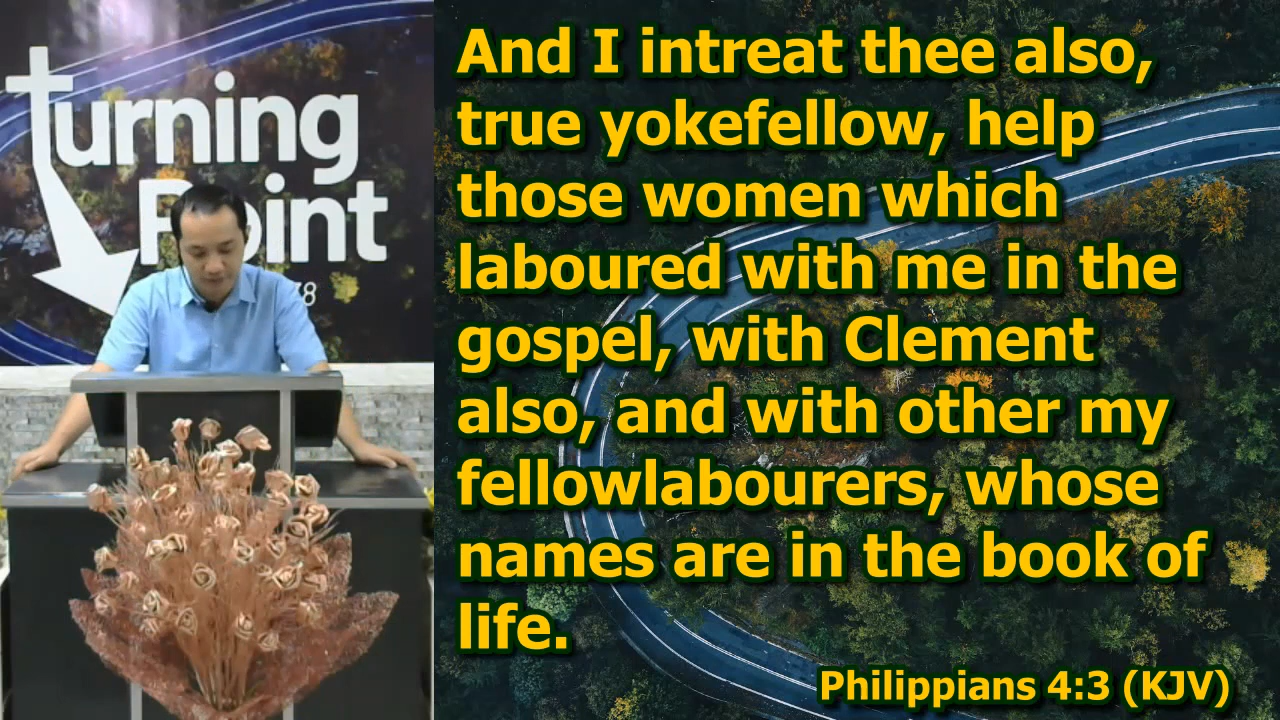 turning
Point
And I intreat thee also,
true yokefellow, help
those women which
laboured with me in the
gospel, with Clement
also, and with other my
fellowlabourers, whose
names are in the book of
life.
Philippians 4:3 (KJV)